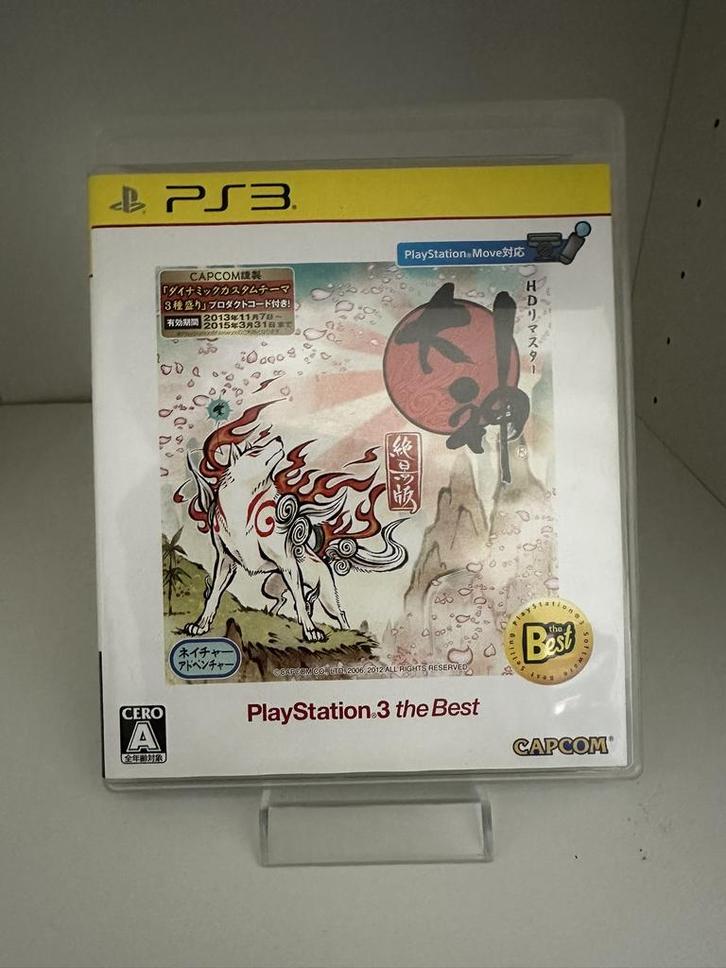 PS3
PlayStation®Move対応
CAPCOM謹製
「ダイナミックカスタムテーマ
3種盛り」プロダクトコード付き!
有効期間 2013年11月7日～
2015年3月31日まで
HDリマスター
大神
絶景版
the
Best
ネイチャー
アドベンチャー
©CAPCOM CO., LTD. 2006, 2012 ALL RIGHTS RESERVED.
PlayStation®3 the Best
CERO
A
全年齢対象
CAPCOM®